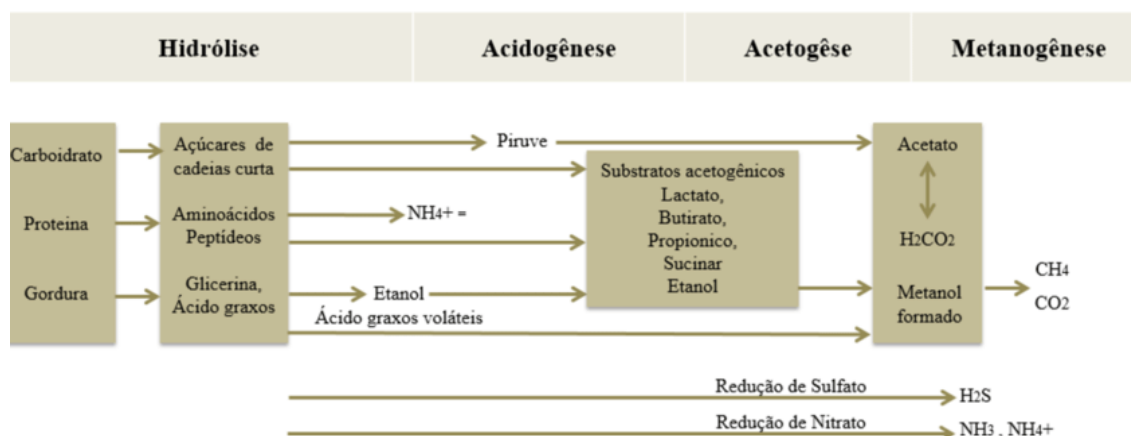 Hidrólise
Acidogênese
Acetogêse
Metanogênese
Carboidrato
Proteina
Gordura
Açúcares de
cadeias curta
Aminoácidos
Peptídeos
Glicerina,
Ácido graxos
Piruve
NH4+ =
Etanol
Ácido graxos voláteis
Substratos acetogênicos
Lactato,
Butirato,
Propionico,
Sucinar
Etanol
Acetato
H2CO2
Metanol
formado
CH4
CO2
Redução de Sulfato
H2S
Redução de Nitrato
NH3 , NH4+